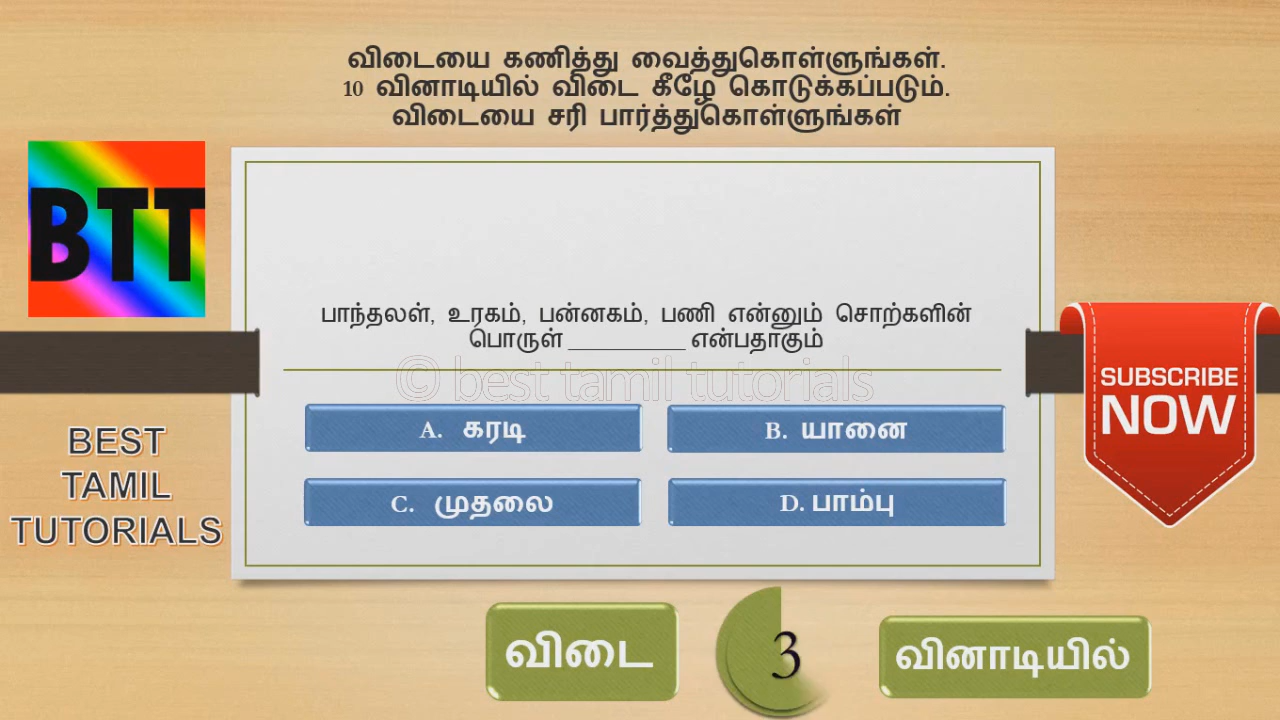 விடையை கணித்து வைத்துகொள்ளுங்கள்.
10 வினாடியில் விடை கீழே கொடுக்கப்படும்.
விடையை சரி பார்த்துகொள்ளுங்கள்
BTT
பாந்தலள், உரகம், பன்னகம், பணி என்னும் சொற்களின்
பொருள் __________ என்பதாகும்
© best tamil tutorials
SUBSCRIBE
NOW
A. கரடி
B. யானை
BEST
TAMIL
TUTORIALS
C. முதலை
D. பாம்பு
விடை
3
வினாடியில்